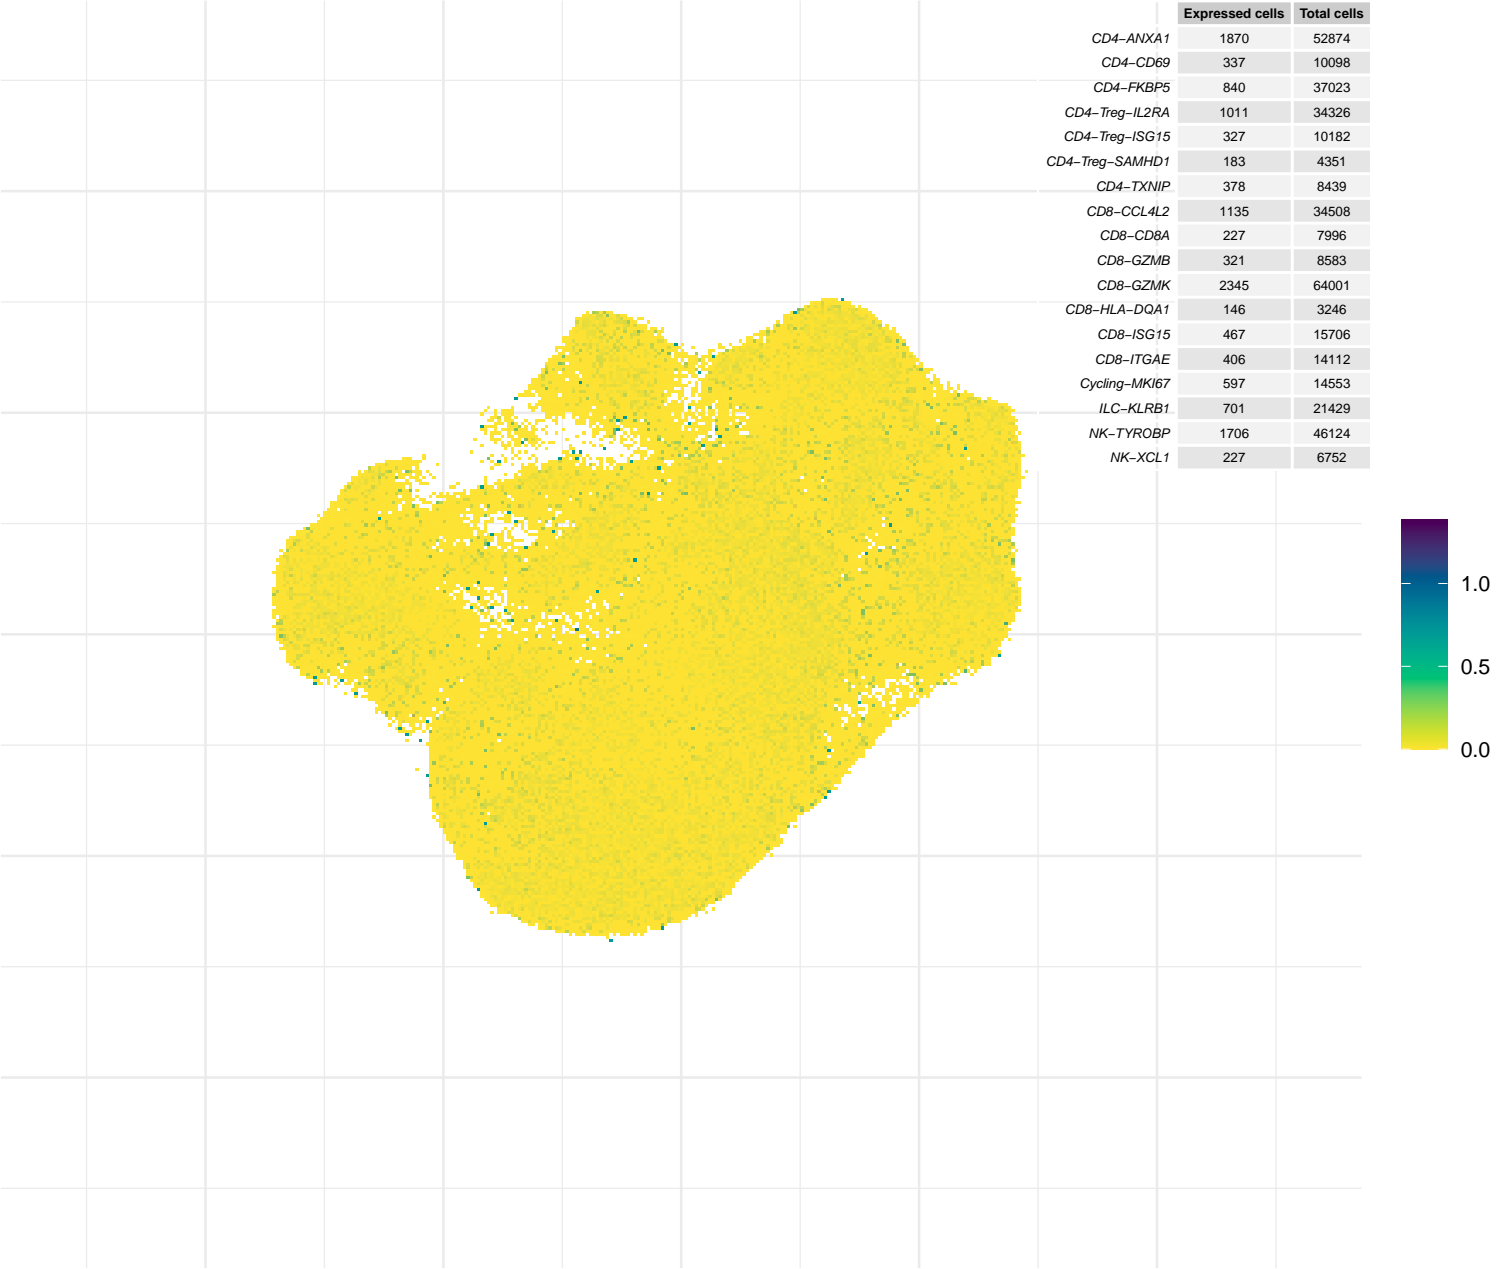 Expressed cells Total cells
CD4−ANXA1 1870 52874
CD4−CD69 337 10098
CD4−FKBP5 840 37023
CD4−Treg−IL2RA 1011 34326
CD4−Treg−ISG15 327 10182
CD4−Treg−SAMHD1 183 4351
CD4−TXNIP 378 8439
CD8−CCL4L2 1135 34508
CD8−CD8A 227 7996
CD8−GZMB 321 8583
CD8−GZMK 2345 64001
CD8−HLA−DQA1 146 3246
CD8−ISG15 467 15706
CD8−ITGAE 406 14112
Cycling−MKI67 597 14553
ILC−KLRB1 701 21429
NK−TYROBP 1706 46124
NK−XCL1 227 6752
1.0
0.5
0.0